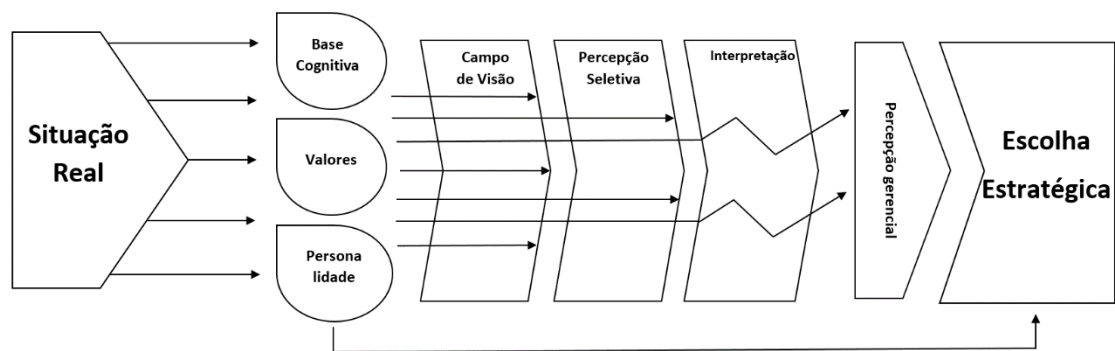 Situação
Real
Base
Cognitiva
Valores
Persona
lidade
Campo
de Visão
Percepção
Seletiva
Interpretação
Percepção gerencial
Escolha
Estratégica